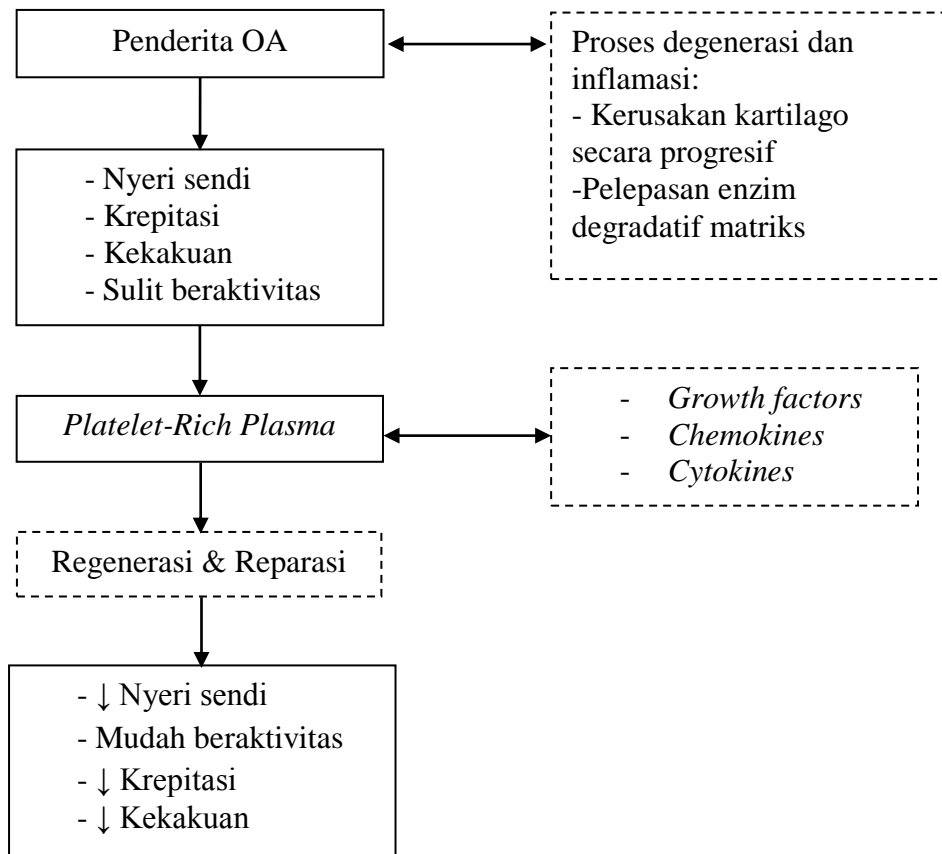 Penderita OA
Proses degenerasi dan
inflamasi:
- Kerusakan kartilago
secara progresif
-Pelepasan enzim
degradatif matriks
- Nyeri sendi
- Krepitasi
- Kekakuan
- Sulit beraktivitas
Platelet-Rich Plasma
- Growth factors
- Chemokines
- Cytokines
Regenerasi & Reparasi
- ↓ Nyeri sendi
- Mudah beraktivitas
- ↓ Krepitasi
- ↓ Kekakuan